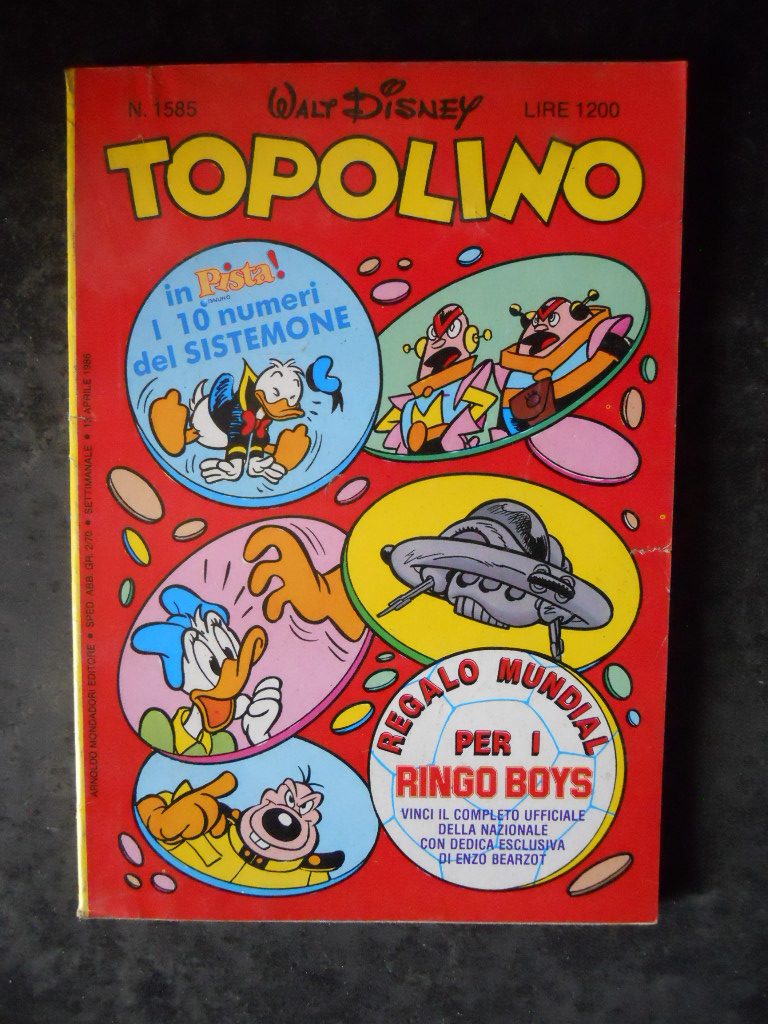 N. 1585
WALT DISNEY
LIRE 1200
TOPOLINO
in Pista!
I 10 numeri
del SISTEMONE
REGALO MUNDIAL
PER I
RINGO BOYS
VINCI IL COMPLETO UFFICIALE
DELLA NAZIONALE
CON DEDICA ESCLUSIVA
DI ENZO BEARZOT
ARNOLDO MONDADORI EDITORE • SPED. ABB. GR. 2/70 • SETTIMANALE • APRILE 1986